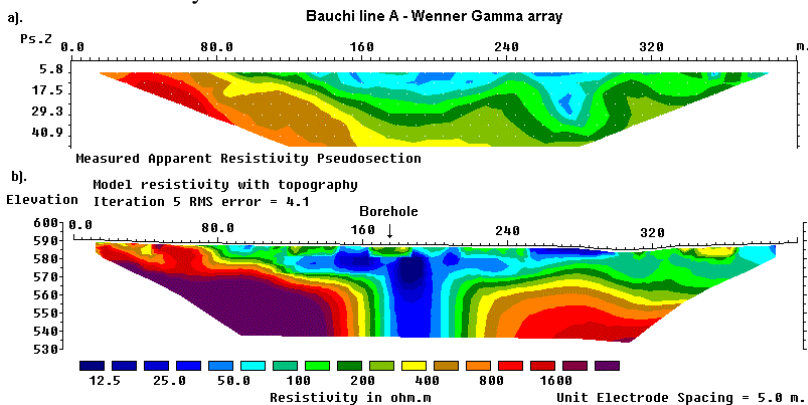 a).
Bauchi line A - Wenner Gamma array
Ps.Z 0.0 80.0 160 240 320 m.
5.8
17.5
29.3
40.9
Measured Apparent Resistivity Pseudosection
b).
Model resistivity with topography
Elevation Iteration 5 RMS error = 4.1
Borehole
600
590
580
570
560
550
540
530
0.0 80.0 160 240 320
12.5 25.0 50.0 100 200 400 800 1600
Resistivity in ohm.m Unit Electrode Spacing = 5.0 m.